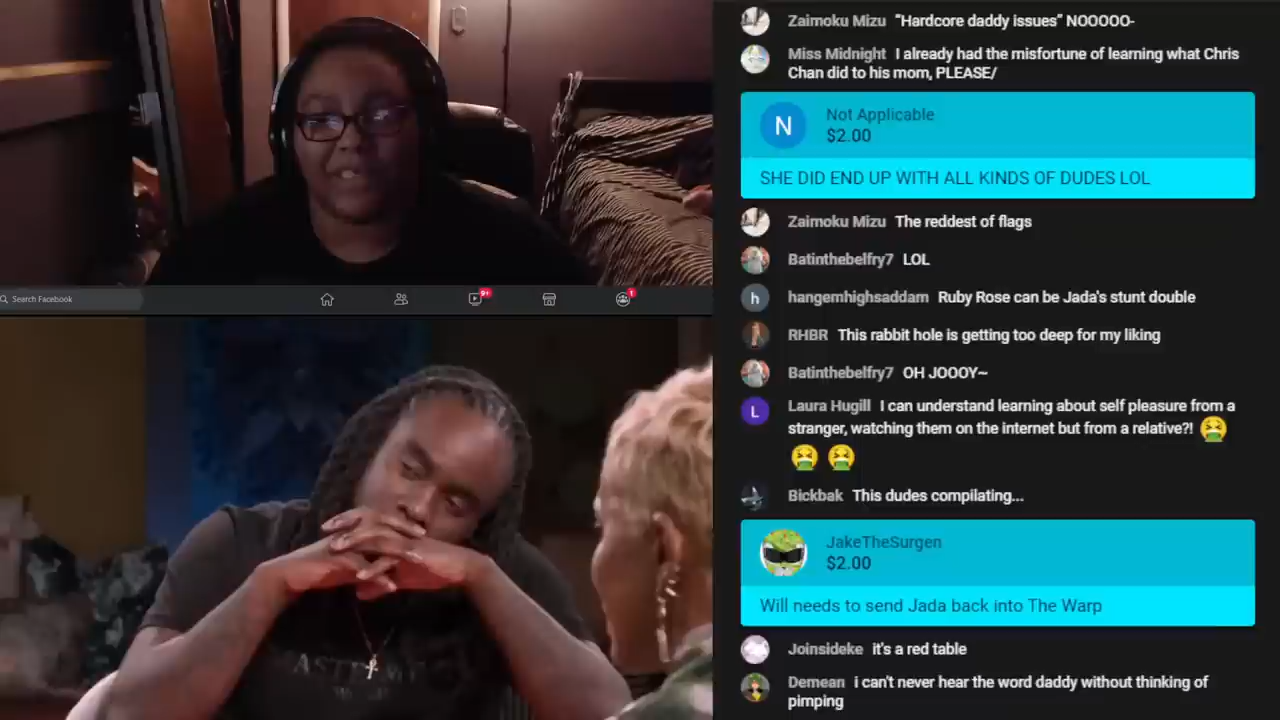 Search Facebook
9+
1
ASTEME
Zaimoku Mizu "Hardcore daddy issues" NOOOOO-
Miss Midnight I already had the misfortune of learning what Chris
Chan did to his mom, PLEASE/
N
Not Applicable
$2.00
SHE DID END UP WITH ALL KINDS OF DUDES LOL
Zaimoku Mizu The reddest of flags
Batinthebelfry7 LOL
h
hangemhighsaddam Ruby Rose can be Jada's stunt double
RHBR This rabbit hole is getting too deep for my liking
Batinthebelfry7 OH JOOOY~
L
Laura Hugill I can understand learning about self pleasure from a
stranger, watching them on the internet but from a relative?! 🤮
🤮 🤮
Bickbak This dudes compilating...
JakeTheSurgen
$2.00
Will needs to send Jada back into The Warp
Joinsideke it's a red table
Demean i can't never hear the word daddy without thinking of
pimping